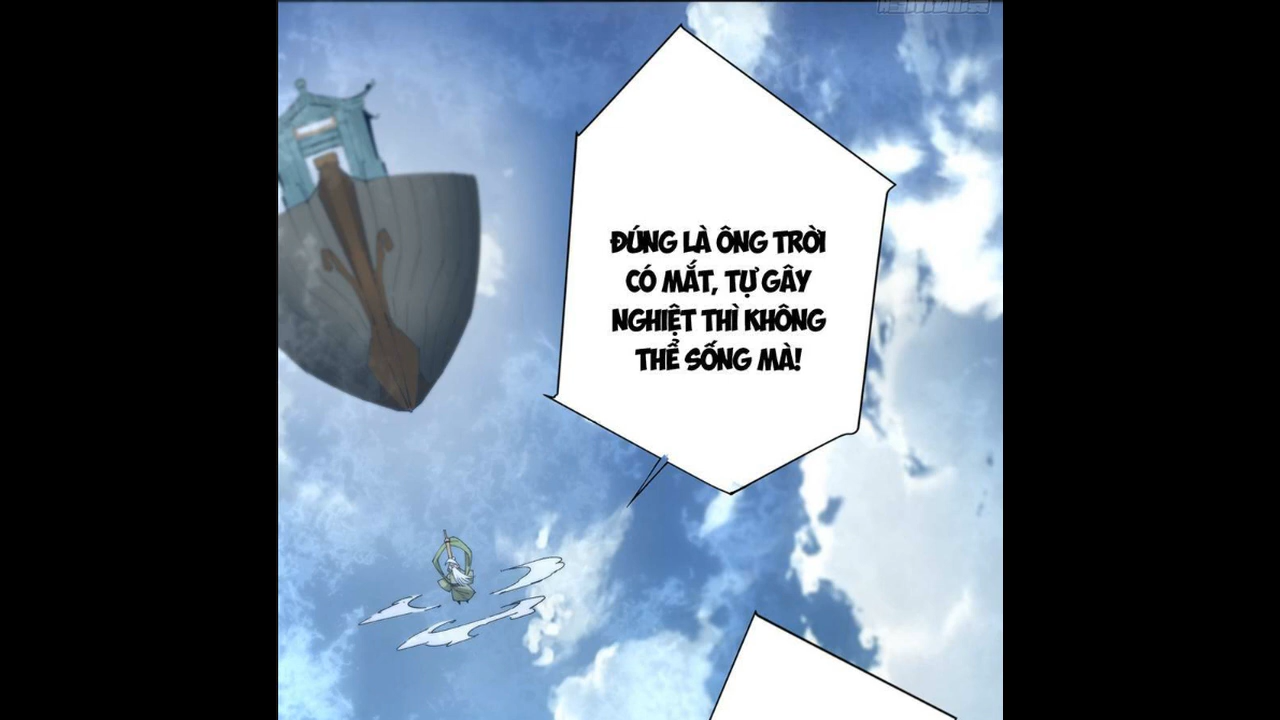 ĐÚNG LÀ ÔNG TRỜI
CÓ MẮT, TỰ GÂY
NGHIỆT THÌ KHÔNG
THỂ SỐNG MÀ!